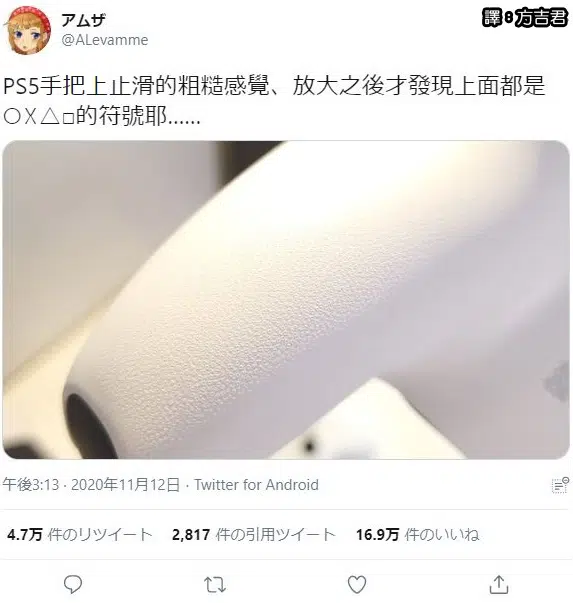 譯：方吉君
アムザ
@ALevamme
PS5手把上止滑的粗糙感覺、放大之後才發現上面都是
○╳△□的符號耶……
午後3:13 · 2020年11月12日 · Twitter for Android
4.7万 件のリツイート 2,817 件の引用ツイート 16.9万 件のいいね